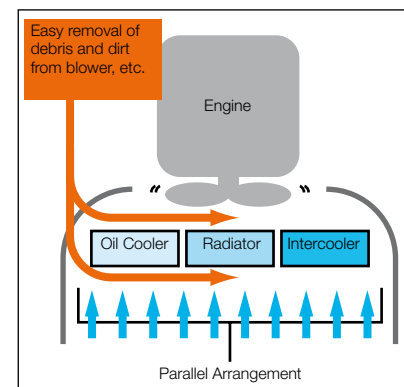 Easy removal of
debris and dirt
from blower, etc.
Engine
Oil Cooler
Radiator
Intercooler
Parallel Arrangement